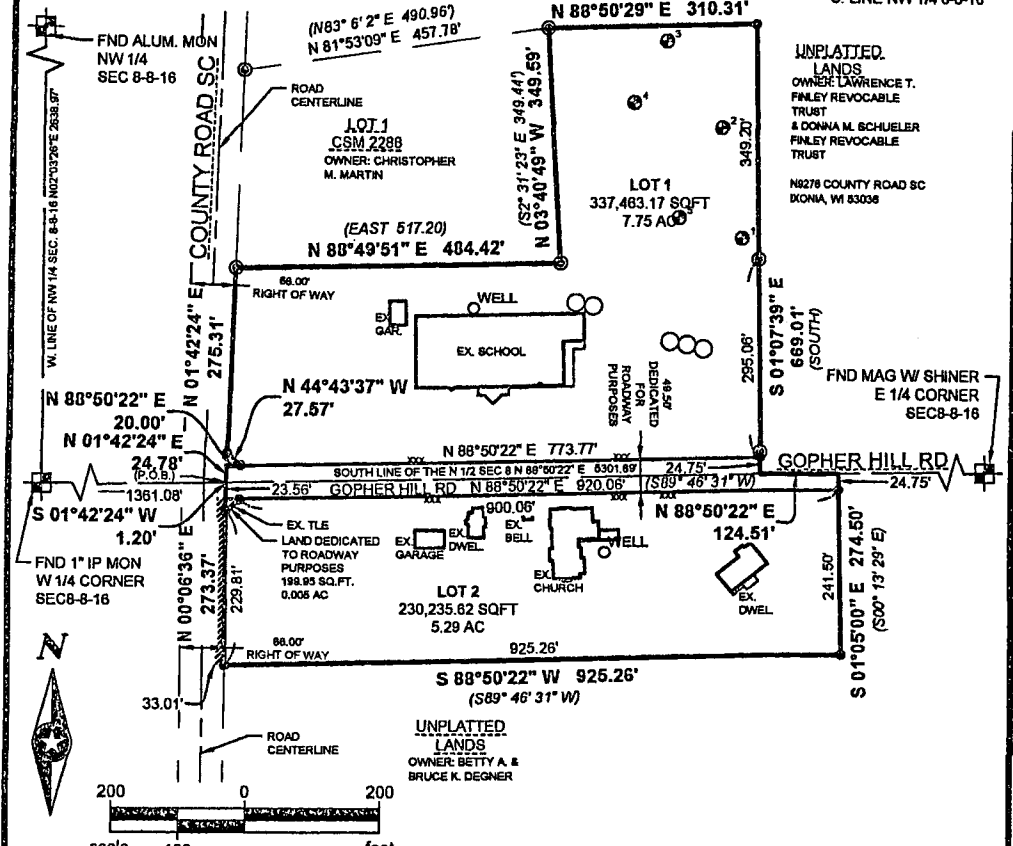 (N83° 6' 2" E 490.96')
N 81°53'09" E 457.78'
N 88°50'29" E 310.31'
FND ALUM. MON
NW 1/4
SEC 8-8-16
ROAD
CENTERLINE
LOT 1
CSM 2288
OWNER: CHRISTOPHER
M. MARTIN
COUNTY ROAD SC
W. LINE OF NW 1/4 SEC. 8-8-16 N02°03'26"E 2638.97'
(S2° 31' 23" E 349.44')
N 03°40'49" W 349.59'
3
4
2
349.20'
LOT 1
337,463.17 SQFT
7.75 AC
5
1
UNPLATTED
LANDS
OWNER: LAWRENCE T.
FINLEY REVOCABLE
TRUST
& DONNA M. SCHUELER
FINLEY REVOCABLE
TRUST
N9276 COUNTY ROAD SC
IXONIA, WI 53036
(EAST 517.20)
N 88°49'51" E 484.42'
66.00'
RIGHT OF WAY
N 01°42'24" E
275.31'
EX.
GAR.
WELL
EX. SCHOOL
49.50'
DEDICATED
FOR
ROADWAY
PURPOSES
295.06'
S 01°07'39" E
669.01'
(SOUTH)
FND MAG W/ SHINER
E 1/4 CORNER
SEC8-8-16
N 88°50'22" E
20.00'
N 44°43'37" W
27.57'
N 01°42'24" E
24.78'
(P.O.B.)
1361.08'
S 01°42'24" W
1.20'
N 88°50'22" E 773.77'
SOUTH LINE OF THE N 1/2 SEC 8 N 88°50'22" E 5301.69'
24.75'
GOPHER HILL RD
24.75'
23.56'
GOPHER HILL RD
N 88°50'22" E 920.06'
(S89° 46' 31" W)
900.06'
N 88°50'22" E
124.51'
FND 1" IP MON
W 1/4 CORNER
SEC8-8-16
N 00°06'36" E
273.37'
229.81'
EX. TLE
LAND DEDICATED
TO ROADWAY
PURPOSES
199.95 SQ.FT.
0.005 AC
EX.
GARAGE
EX.
DWEL.
EX.
BELL
EX.
CHURCH
WELL
EX.
DWEL.
LOT 2
230,235.62 SQFT
5.29 AC
241.50'
S 01°05'00" E 274.50'
(S00° 13' 29" E)
N
66.00'
RIGHT OF WAY
925.26'
S 88°50'22" W 925.26'
(S89° 46' 31" W)
33.01'
ROAD
CENTERLINE
UNPLATTED
LANDS
OWNER: BETTY A. &
BRUCE K. DEGNER
200 0 200